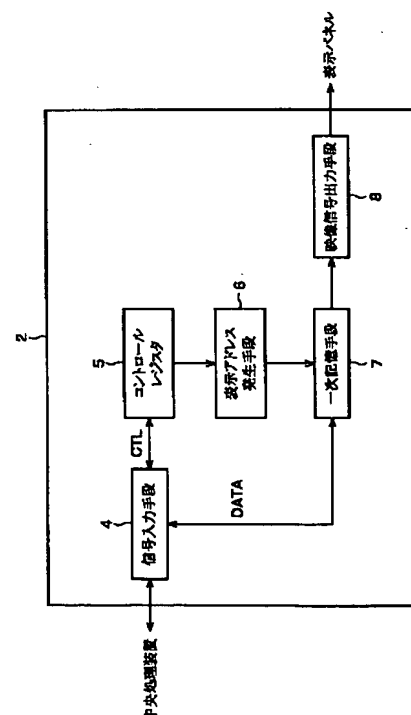 2
中央処理装置
4
信号入力手段
CTL
5
コントロール
レジスタ
6
表示アドレス
発生手段
DATA
一次記憶手段
7
映像信号出力手段
8
表示パネル